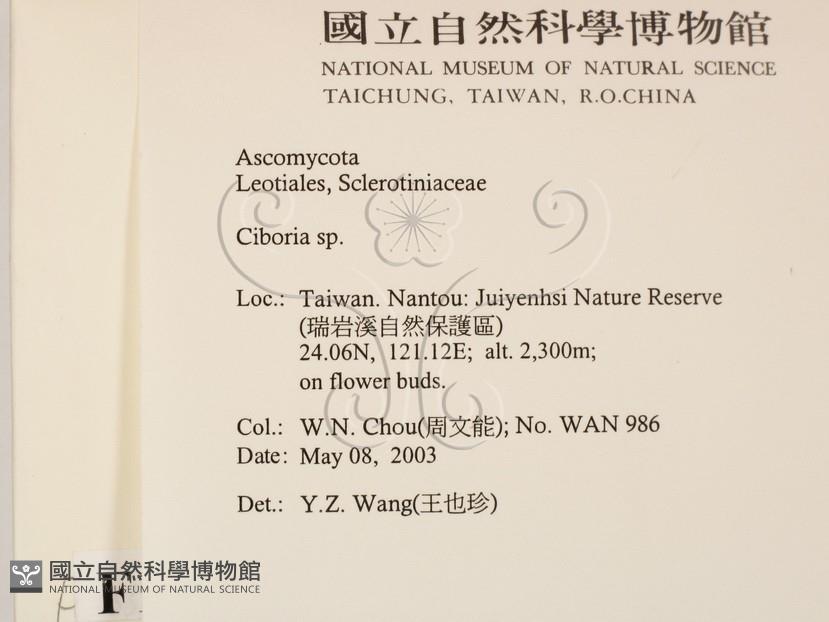 國立自然科學博物館
NATIONAL MUSEUM OF NATURAL SCIENCE
TAICHUNG, TAIWAN, R.O.CHINA
Ascomycota
Leotiales, Sclerotiniaceae
Ciboria sp.
Loc.: Taiwan. Nantou: Juiyenhsi Nature Reserve
(瑞岩溪自然保護區)
24.06N, 121.12E; alt. 2,300m;
on flower buds.
Col.: W.N. Chou(周文能); No. WAN 986
Date: May 08, 2003
Det.: Y.Z. Wang(王也珍)
國立自然科學博物館
NATIONAL MUSEUM OF NATURAL SCIENCE
F